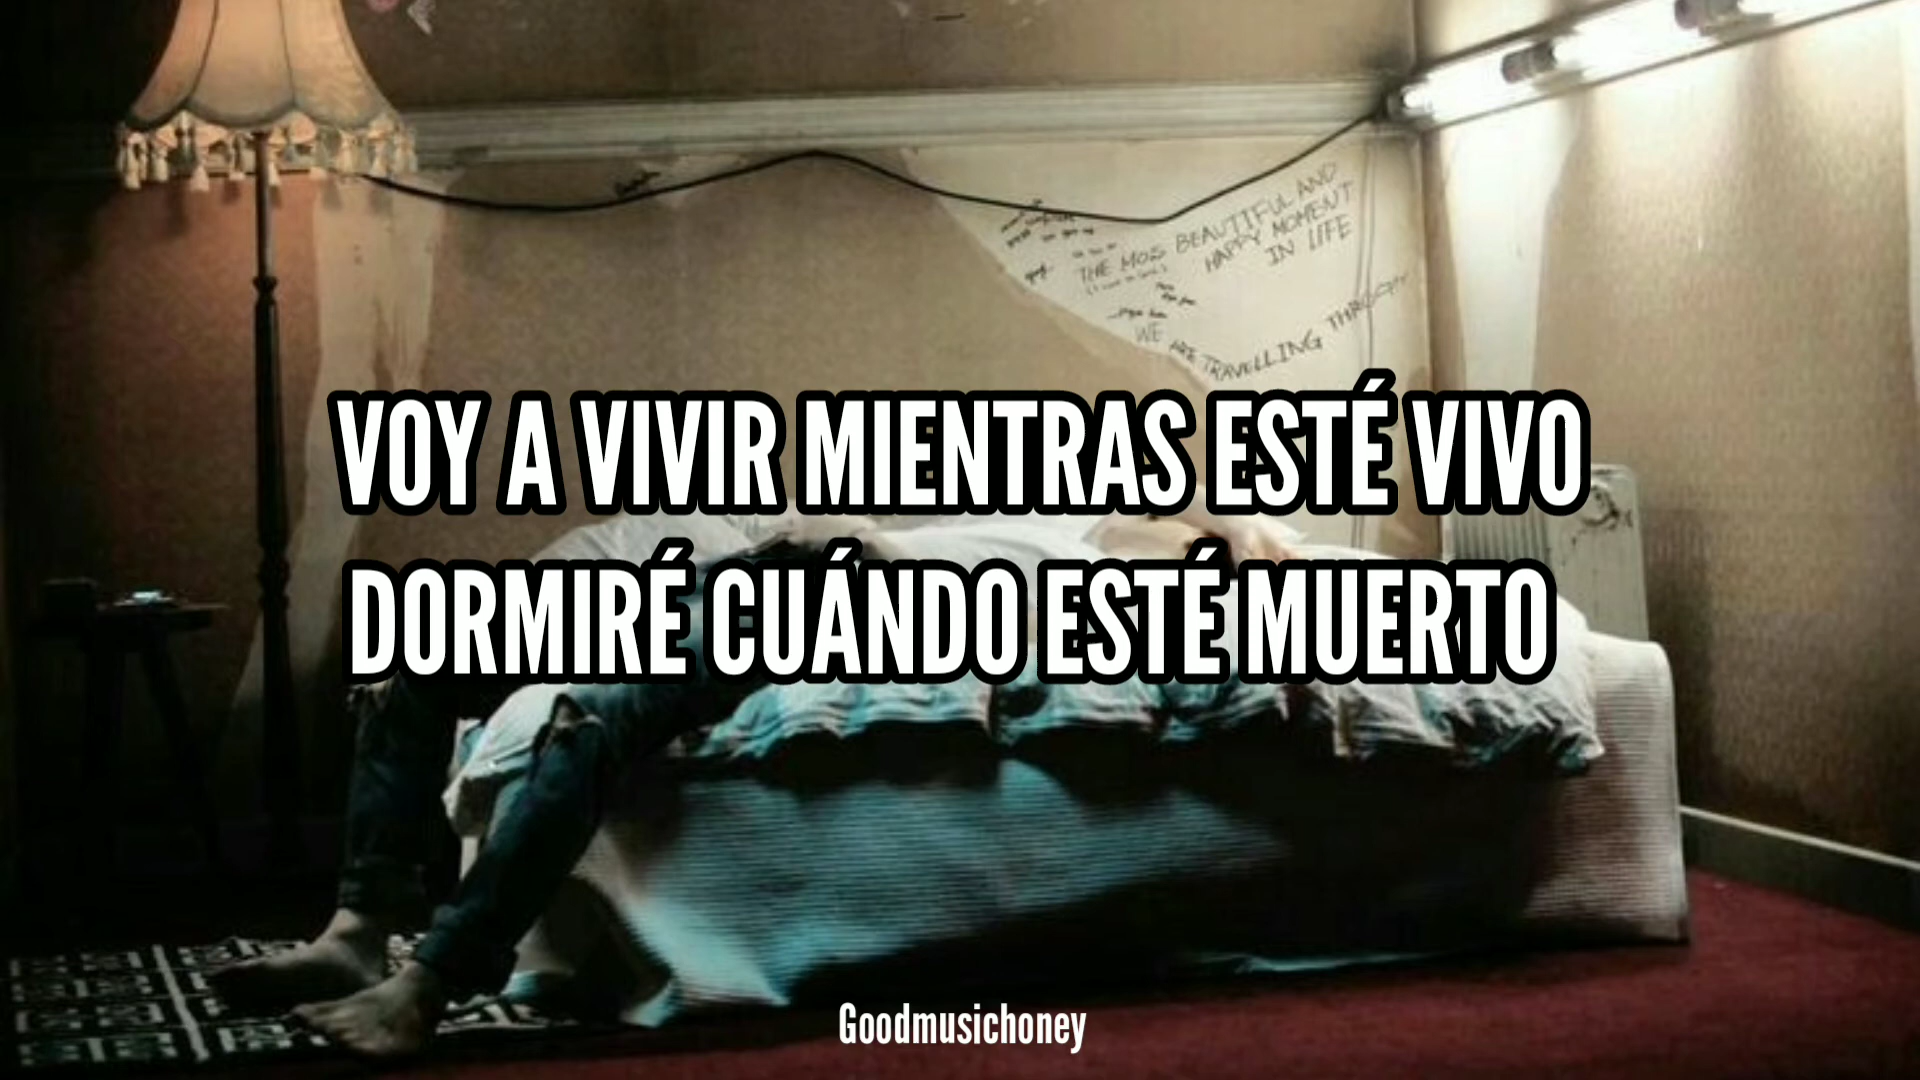 THE MOS BEAUTIFUL AND
HAPPY MOMENT
IN LIFE
WE ARE TRAVELLING THROUGH
VOY A VIVIR MIENTRAS ESTÉ VIVO
DORMIRÉ CUÁNDO ESTÉ MUERTO
Goodmusichoney